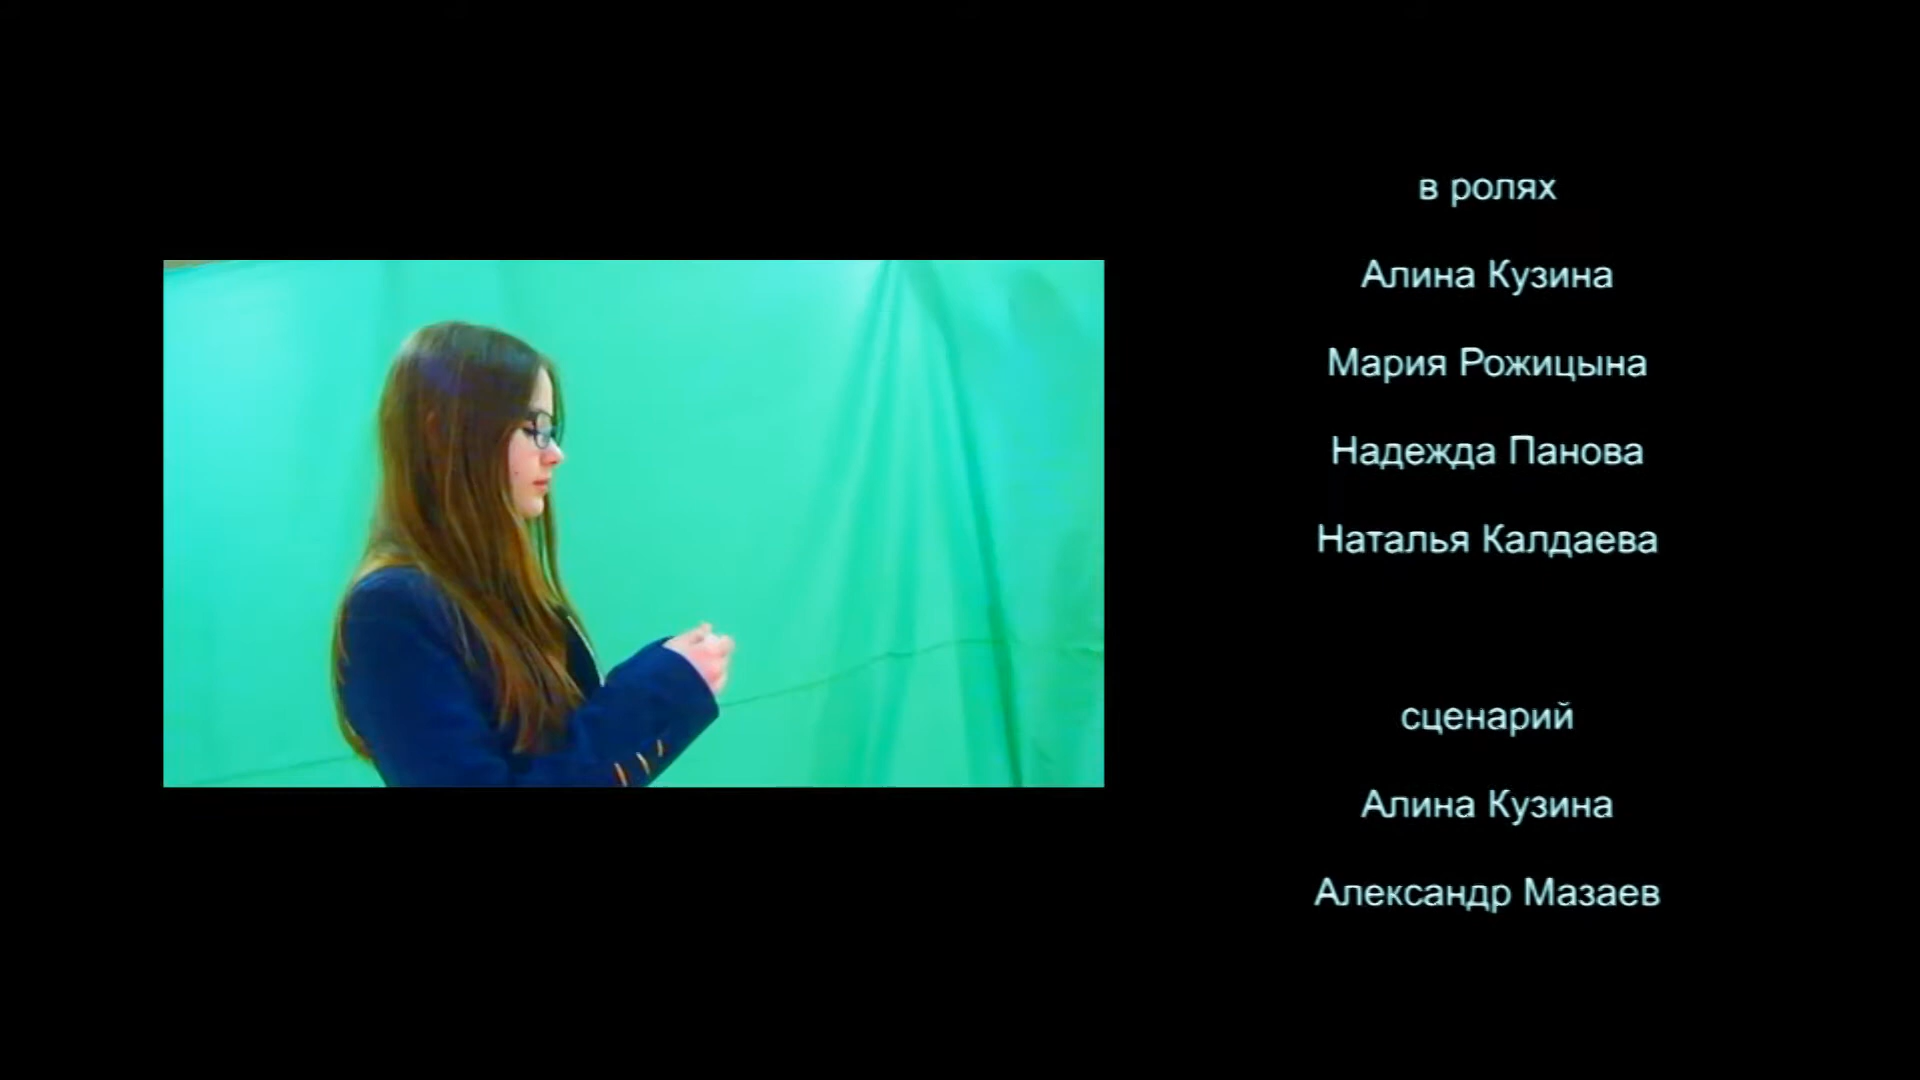 в ролях
Алина Кузина
Мария Рожицына
Надежда Панова
Наталья Калдаева
сценарий
Алина Кузина
Александр Мазаев